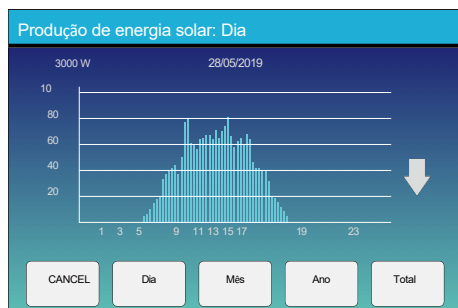 Produção de energia solar: Dia
3000 W 28/05/2019
10
80
60
40
20
1 3 5 9 11 13 15 17 19 23
CANCEL Dia Mês Ano Total